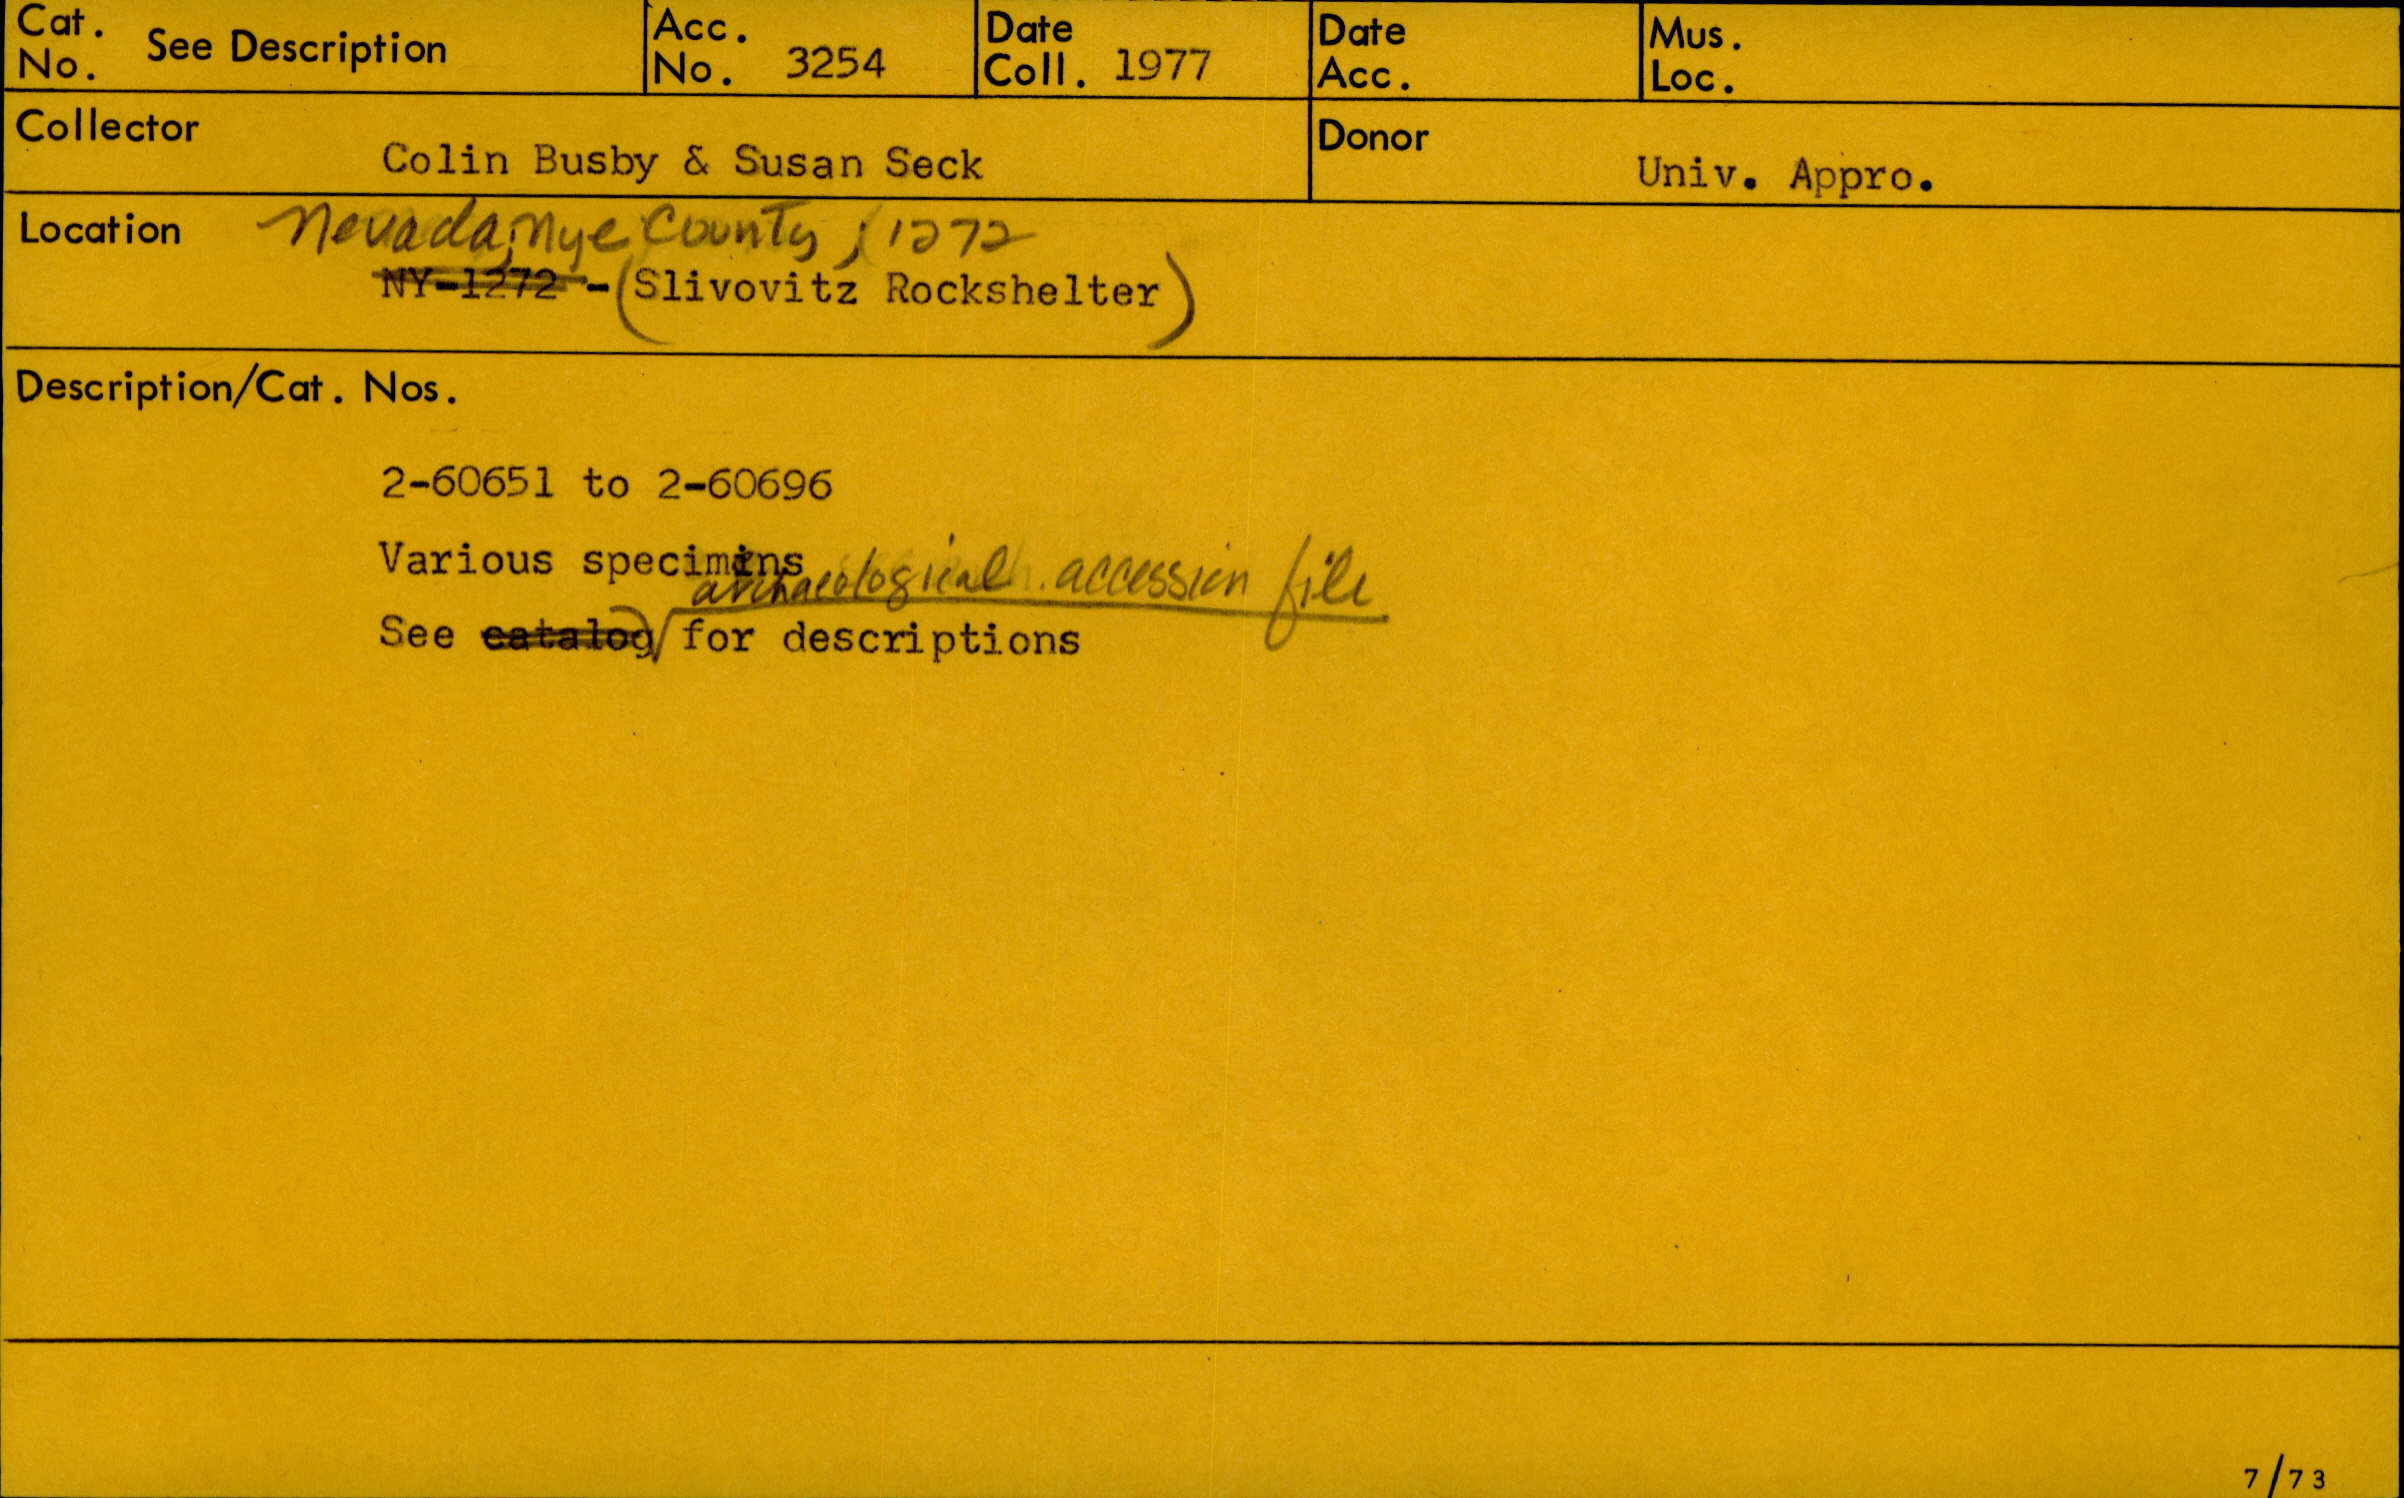 Cat. No. See Description
Acc. No. 3254
Date Coll. 1977
Date Acc.
Mus. Loc.
Collector
Colin Busby & Susan Seck
Donor
Univ. Appro.
Location Nevada, Nye County, 1272
NY-1272 - (Slivovitz Rockshelter)
Description/Cat. Nos.
2-60651 to 2-60696
Various specimens
archaeological accession file
See catalog for descriptions
7/73